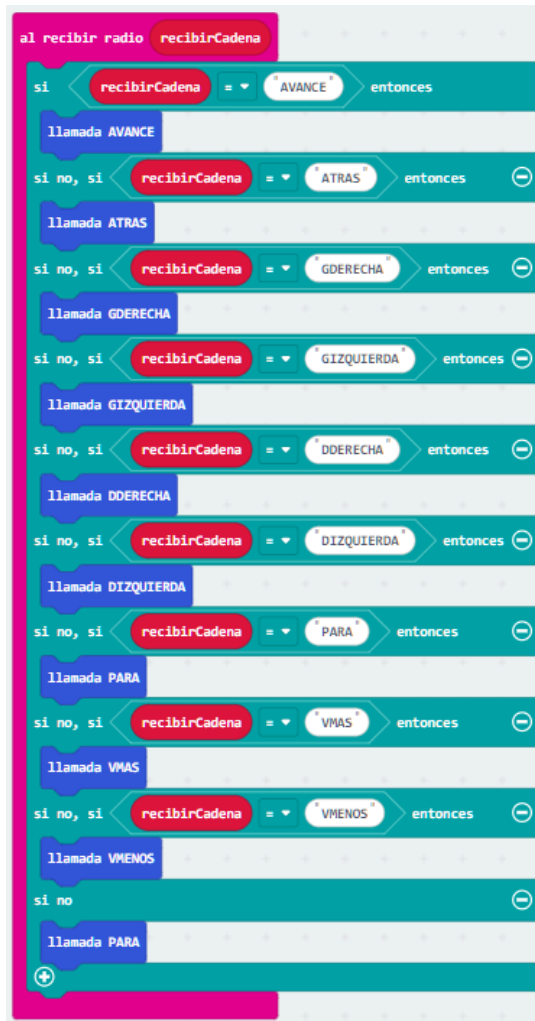 al recibir radio recibirCadena
si recibirCadena = "AVANCE" entonces
llamada AVANCE
si no, si recibirCadena = "ATRAS" entonces
llamada ATRAS
si no, si recibirCadena = "GDERECHA" entonces
llamada GDERECHA
si no, si recibirCadena = "GIZQUIERDA" entonces
llamada GIZQUIERDA
si no, si recibirCadena = "DDERECHA" entonces
llamada DDERECHA
si no, si recibirCadena = "DIZQUIERDA" entonces
llamada DIZQUIERDA
si no, si recibirCadena = "PARA" entonces
llamada PARA
si no, si recibirCadena = "VMAS" entonces
llamada VMAS
si no, si recibirCadena = "VMENOS" entonces
llamada VMENOS
si no
llamada PARA